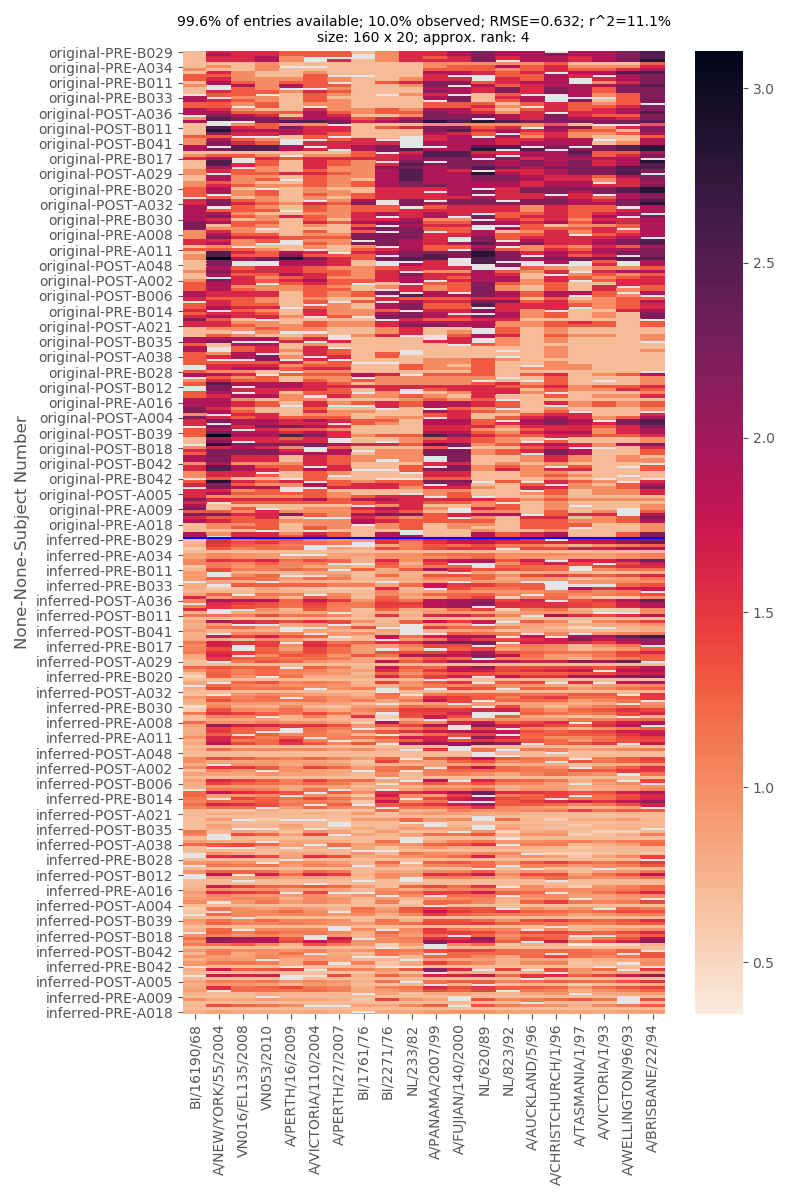 99.6% of entries available; 10.0% observed; RMSE=0.632; r^2=11.1%
size: 160 x 20; approx. rank: 4
None-None-Subject Number
original-PRE-B029
original-PRE-A034
original-PRE-B011
original-PRE-B033
original-POST-A036
original-POST-B011
original-POST-B041
original-PRE-B017
original-POST-A029
original-PRE-B020
original-POST-A032
original-PRE-B030
original-PRE-A008
original-PRE-A011
original-POST-A048
original-POST-A002
original-POST-B006
original-PRE-B014
original-POST-A021
original-POST-B035
original-POST-A038
original-PRE-B028
original-POST-B012
original-PRE-A016
original-POST-A004
original-POST-B039
original-POST-B018
original-POST-B042
original-PRE-B042
original-POST-A005
original-PRE-A009
original-PRE-A018
inferred-PRE-B029
inferred-PRE-A034
inferred-PRE-B011
inferred-PRE-B033
inferred-POST-A036
inferred-POST-B011
inferred-POST-B041
inferred-PRE-B017
inferred-POST-A029
inferred-PRE-B020
inferred-POST-A032
inferred-PRE-B030
inferred-PRE-A008
inferred-PRE-A011
inferred-POST-A048
inferred-POST-A002
inferred-POST-B006
inferred-PRE-B014
inferred-POST-A021
inferred-POST-B035
inferred-POST-A038
inferred-PRE-B028
inferred-POST-B012
inferred-PRE-A016
inferred-POST-A004
inferred-POST-B039
inferred-POST-B018
inferred-POST-B042
inferred-PRE-B042
inferred-POST-A005
inferred-PRE-A009
inferred-PRE-A018
BI/16190/68
A/NEW/YORK/55/2004
VN016/EL135/2008
VN053/2010
A/PERTH/16/2009
A/VICTORIA/110/2004
A/PERTH/27/2007
BI/1761/76
BI/2271/76
NL/233/82
A/PANAMA/2007/99
A/FUJIAN/140/2000
NL/620/89
NL/823/92
A/AUCKLAND/5/96
A/CHRISTCHURCH/1/96
A/TASMANIA/1/97
A/VICTORIA/1/93
A/WELLINGTON/96/93
A/BRISBANE/22/94
3.0
2.5
2.0
1.5
1.0
0.5